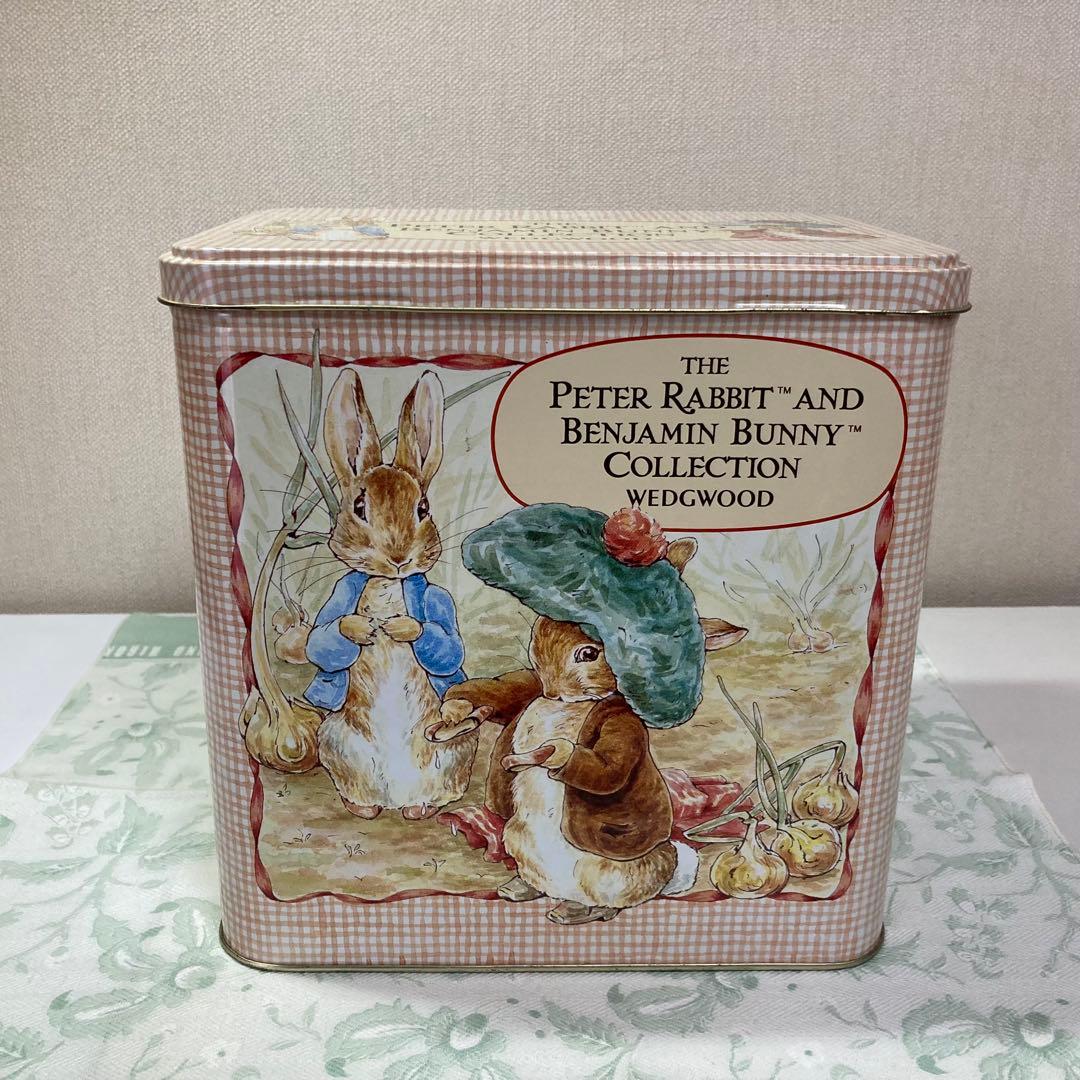 THE
PETER RABBIT™ AND
BENJAMIN BUNNY™
COLLECTION
WEDGWOOD